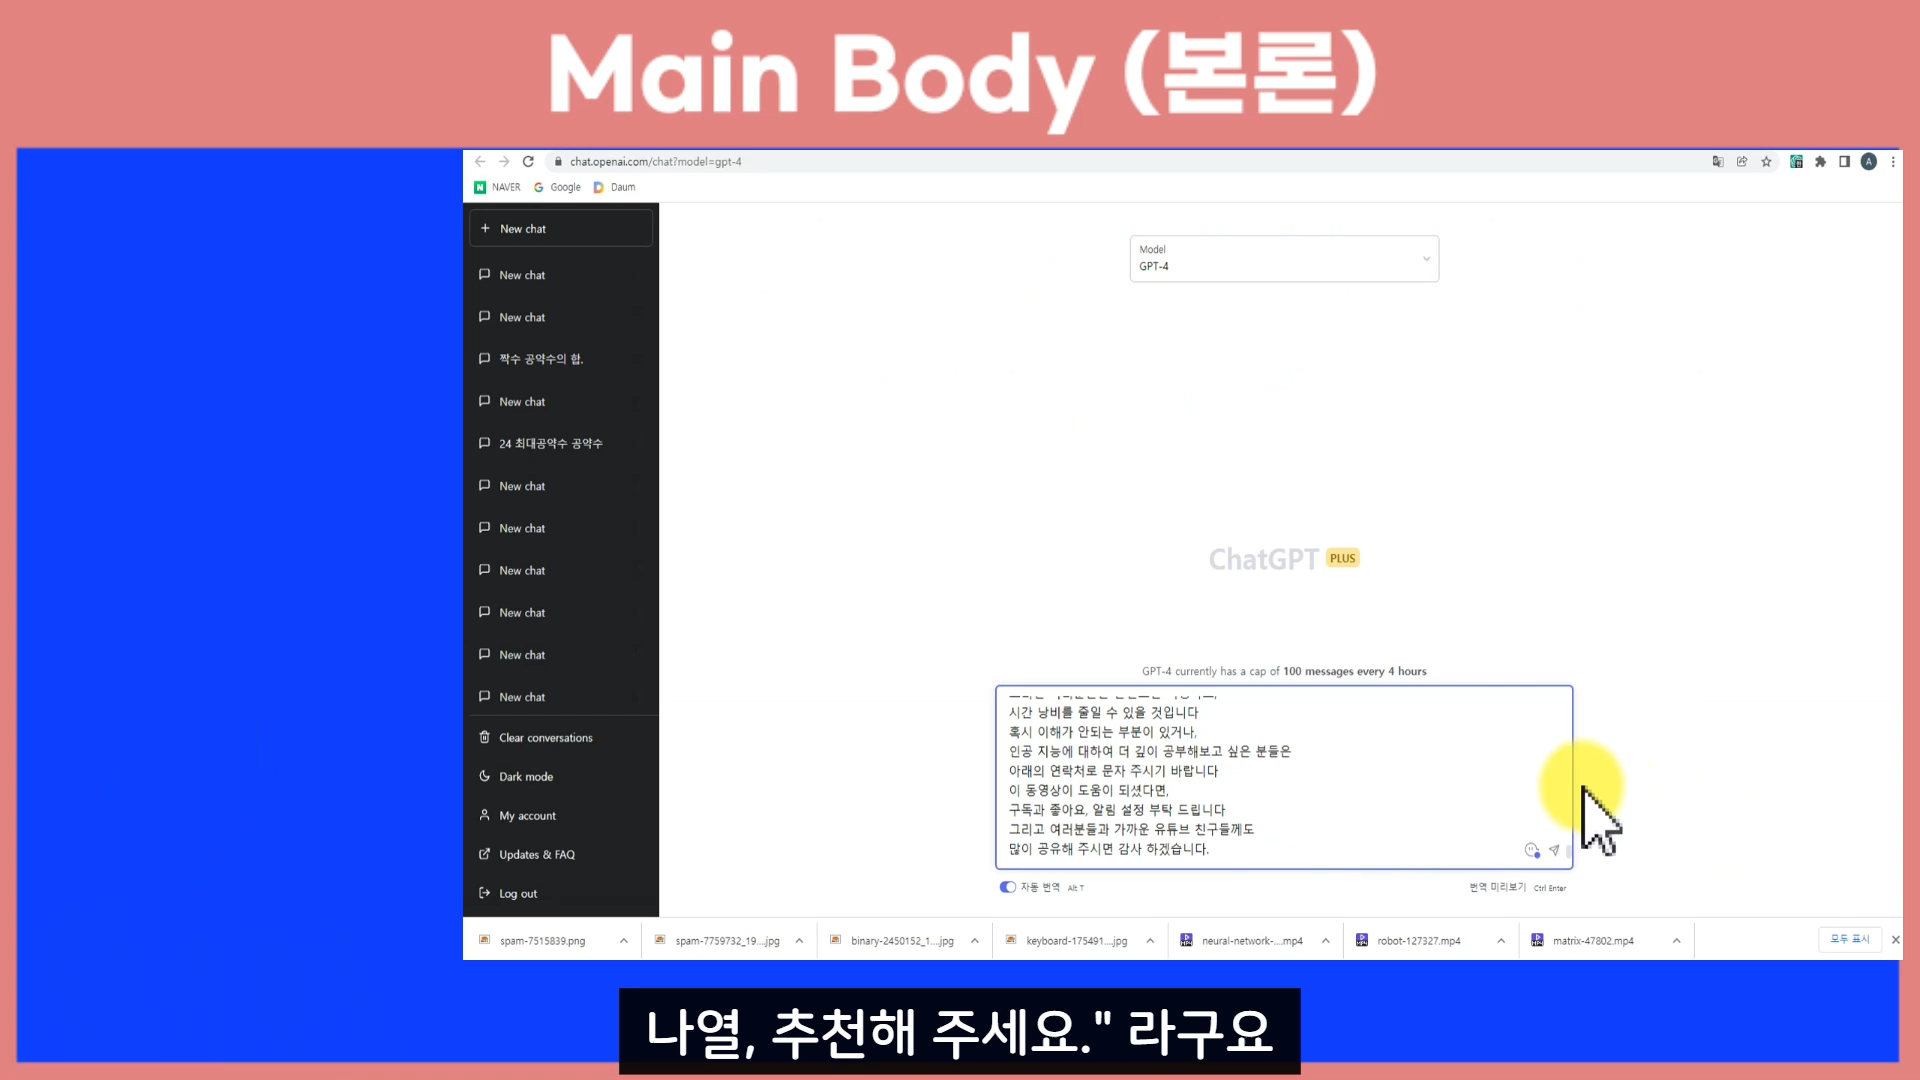 Main Body (본론)
chat.openai.com/chat?model=gpt-4
A
NAVER Google Daum
New chat
New chat
New chat
짝수 공약수의 합.
New chat
24 최대공약수 공약수
New chat
New chat
New chat
New chat
New chat
New chat
Clear conversations
Dark mode
My account
Updates & FAQ
Log out
Model
GPT-4
ChatGPT PLUS
GPT-4 currently has a cap of 100 messages every 4 hours
시간 낭비를 줄일 수 있을 것입니다
혹시 이해가 안되는 부분이 있거나,
인공 지능에 대하여 더 깊이 공부해보고 싶은 분들은
아래의 연락처로 문자 주시기 바랍니다
이 동영상이 도움이 되셨다면,
구독과 좋아요, 알림 설정 부탁 드립니다
그리고 여러분들과 가까운 유튜브 친구들께도
많이 공유해 주시면 감사 하겠습니다.
자동 번역 Alt T 번역 미리보기 Ctrl Enter
spam-7515839.png spam-7759732_19....jpg binary-2450152_1....jpg keyboard-175491....jpg neural-network-....mp4 robot-127327.mp4 matrix-47802.mp4 모두 표시
나열, 추천해 주세요." 라구요